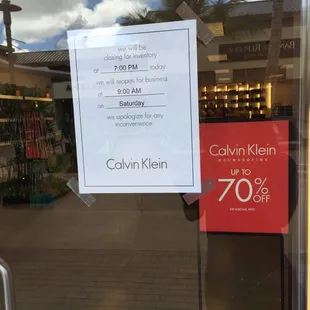 we will be
closing for inventory
at 7:00 PM today.
we will reopen for business
at 9:00 AM
on Saturday
we apologize for any
inconvenience.
Calvin Klein
Calvin Klein
ACCESSORIES
UP TO
70%
OFF